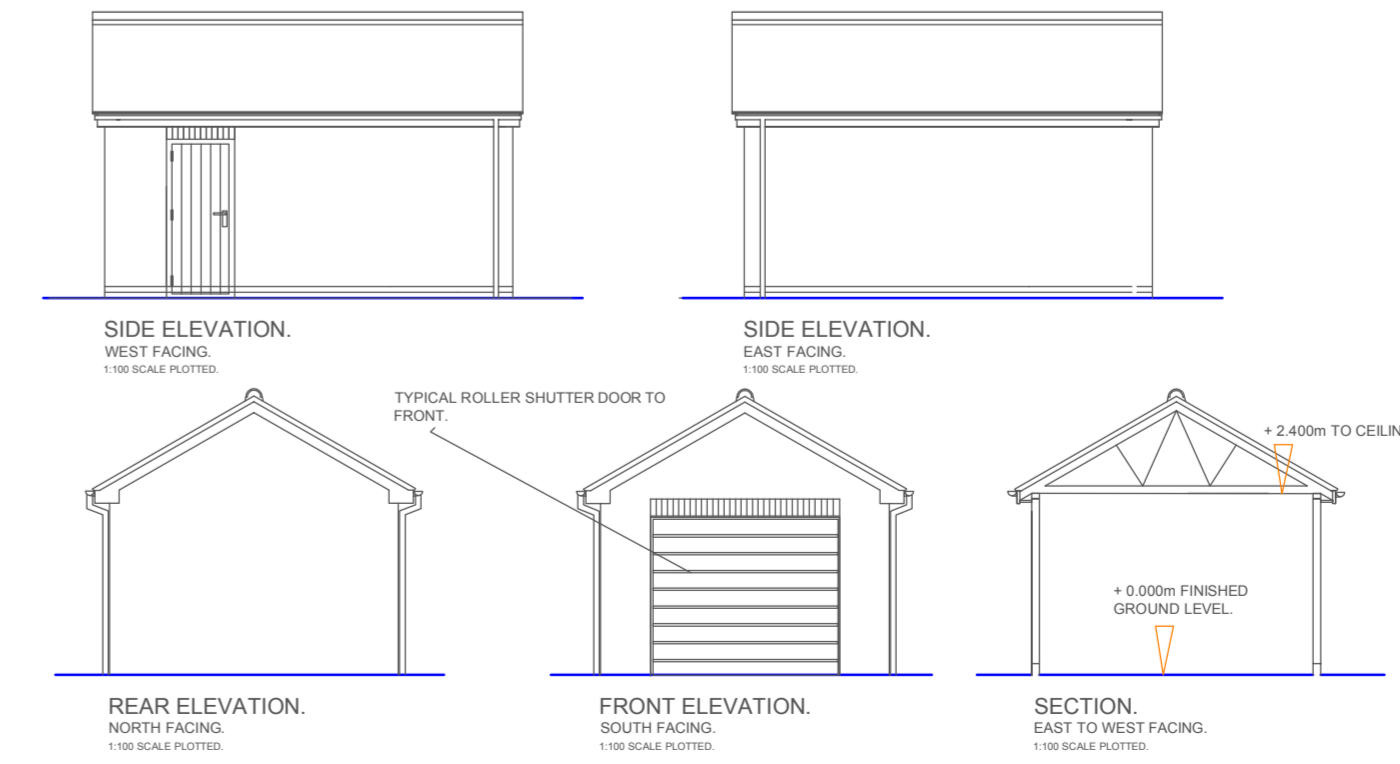 SIDE ELEVATION.
WEST FACING.
1:100 SCALE PLOTTED.
SIDE ELEVATION.
EAST FACING.
1:100 SCALE PLOTTED.
TYPICAL ROLLER SHUTTER DOOR TO
FRONT.
+ 2.400m TO CEILIN
+ 0.000m FINISHED
GROUND LEVEL.
REAR ELEVATION.
NORTH FACING.
1:100 SCALE PLOTTED.
FRONT ELEVATION.
SOUTH FACING.
1:100 SCALE PLOTTED.
SECTION.
EAST TO WEST FACING.
1:100 SCALE PLOTTED.